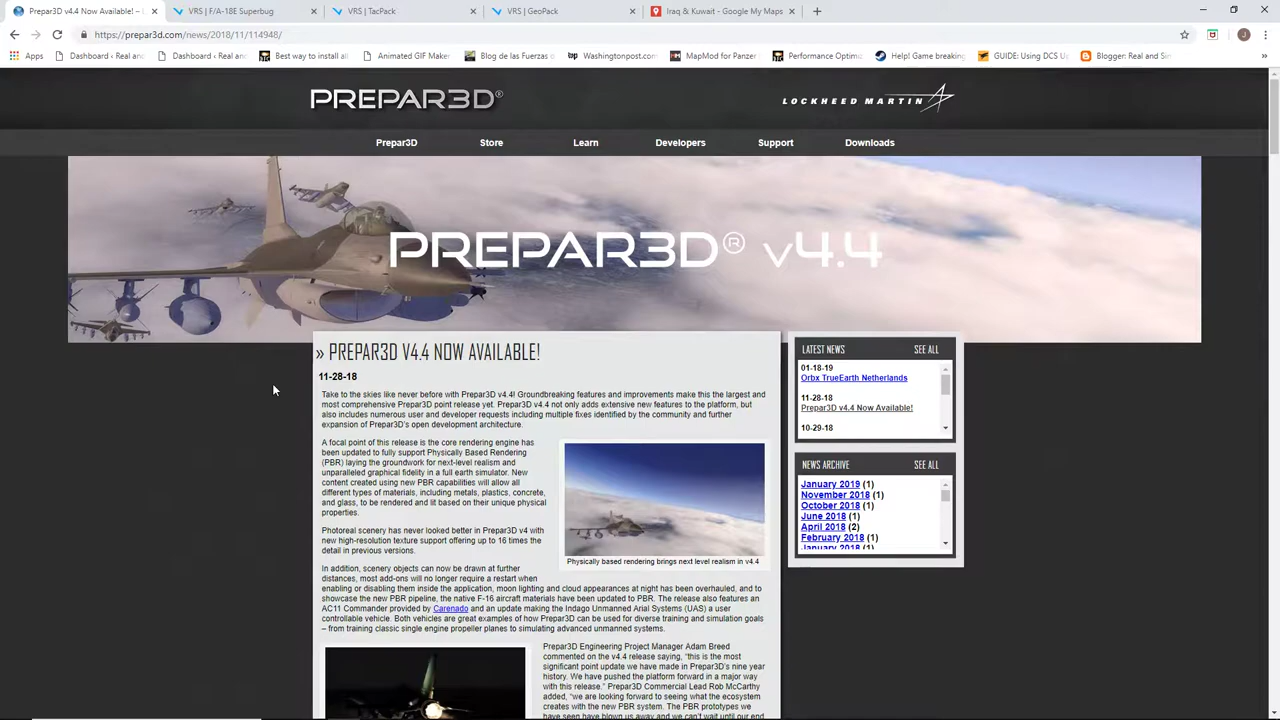 Prepar3D v4.4 Now Available! – L
VRS | F/A-18E Superbug
VRS | TacPack
VRS | GeoPack
Iraq & Kuwait - Google My Maps
https://prepar3d.com/news/2018/11/114948/
J
Apps
Dashboard ‹ Real and
Dashboard ‹ Real and
Best way to install all
Animated GIF Maker
Blog de las Fuerzas d
Washingtonpost.com
MapMod for Panzer
Performance Optim
Help! Game breaking
GUIDE: Using DCS U
Blogger: Real and Si
»
PREPAR3D®
LOCKHEED MARTIN
Prepar3D
Store
Learn
Developers
Support
Downloads
PREPAR3D® v4.4
» PREPAR3D V4.4 NOW AVAILABLE!
11-28-18
Take to the skies like never before with Prepar3D v4.4! Groundbreaking features and improvements make this the largest and
most comprehensive Prepar3D point release yet. Prepar3D v4.4 not only adds extensive new features to the platform, but
also includes numerous user and developer requests including multiple fixes identified by the community and further
expansion of Prepar3D's open development architecture.
A focal point of this release is the core rendering engine has
been updated to fully support Physically Based Rendering
(PBR) laying the groundwork for next-level realism and
unparalleled graphical fidelity in a full earth simulator. New
content created using new PBR capabilities will allow all
different types of materials, including metals, plastics, concrete,
and glass, to be rendered and lit based on their unique physical
properties.
Photoreal scenery has never looked better in Prepar3D v4 with
new high-resolution texture support offering up to 16 times the
detail in previous versions.
Physically based rendering brings next level realism in v4.4
In addition, scenery objects can now be drawn at further
distances, most add-ons will no longer require a restart when
enabling or disabling them inside the application, moon lighting and cloud appearances at night has been overhauled, and to
showcase the new PBR pipeline, the native F-16 aircraft materials have been updated to PBR. The release also features an
AC11 Commander provided by Carenado and an update making the Indago Unmanned Arial Systems (UAS) a user
controllable vehicle. Both vehicles are great examples of how Prepar3D can be used for diverse training and simulation goals
– from training classic single engine propeller planes to simulating advanced unmanned systems.
Prepar3D Engineering Project Manager Adam Breed
commented on the v4.4 release saying, "this is the most
significant point update we have made in Prepar3D's nine year
history. We have pushed the platform forward in a major way
with this release." Prepar3D Commercial Lead Rob McCarthy
added, "we are looking forward to seeing what the ecosystem
creates with the new PBR system. The PBR prototypes we
have seen have blown us away and we can't wait until our end
LATEST NEWS
SEE ALL
01-18-19
Orbx TrueEarth Netherlands
11-28-18
Prepar3D v4.4 Now Available!
10-29-18
NEWS ARCHIVE
SEE ALL
January 2019 (1)
November 2018 (1)
October 2018 (1)
June 2018 (1)
April 2018 (2)
February 2018 (1)
January 2018 (1)